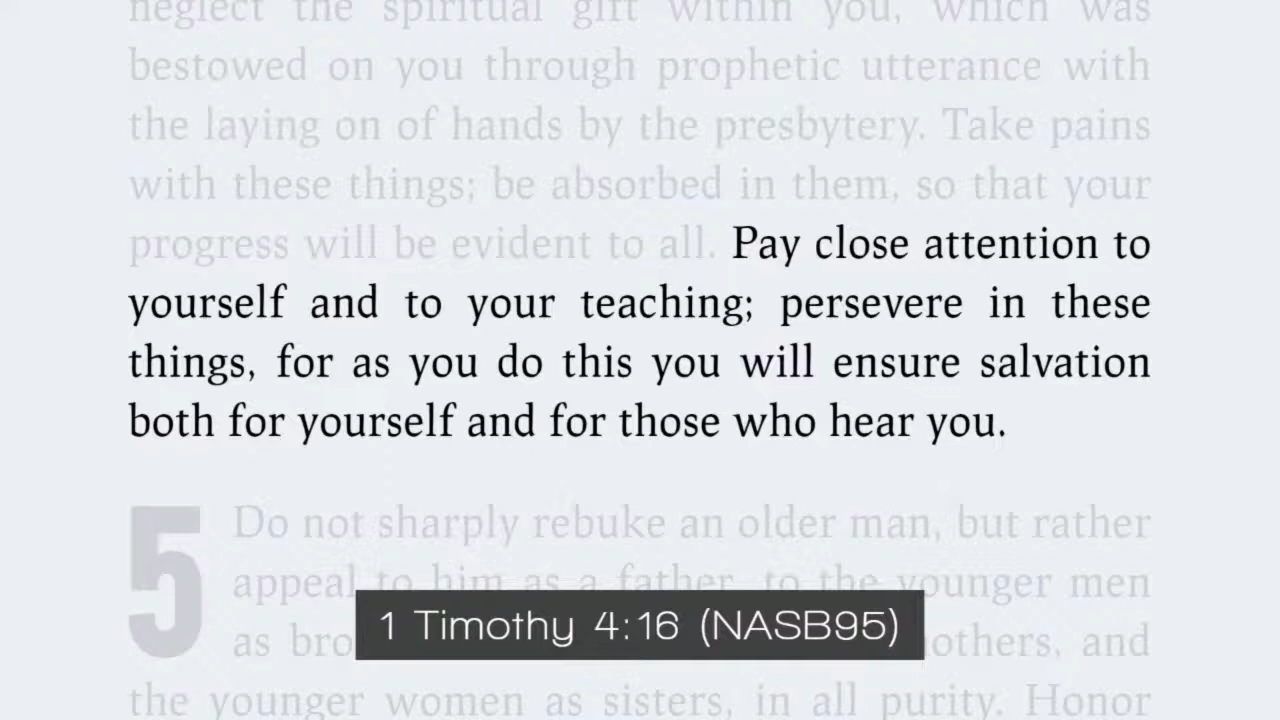 neglect the spiritual gift within you, which was
bestowed on you through prophetic utterance with
the laying on of hands by the presbytery. Take pains
with these things; be absorbed in them, so that your
progress will be evident to all. Pay close attention to
yourself and to your teaching; persevere in these
things, for as you do this you will ensure salvation
both for yourself and for those who hear you.
5 Do not sharply rebuke an older man, but rather
appeal to him as a father, to the younger men
1 Timothy 4:16 (NASB95)
as bro others, and
the younger women as sisters, in all purity. Honor